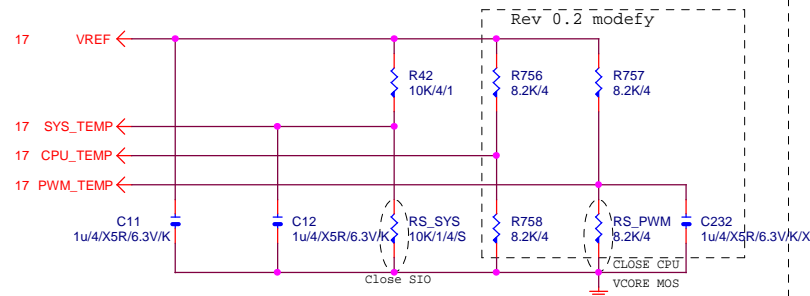 Rev 0.2 modefy
17 VREF
R42
10K/4/1
R756
8.2K/4
R757
8.2K/4
17 SYS_TEMP
17 CPU_TEMP
17 PWM_TEMP
C11
1u/4/X5R/6.3V/K
C12
1u/4/X5R/6.3V/K
RS_SYS
10K/1/4/S
R758
8.2K/4
RS_PWM
8.2K/4
C232
1u/4/X5R/6.3V/K/X
Close SIO
CLOSE CPU
VCORE MOS